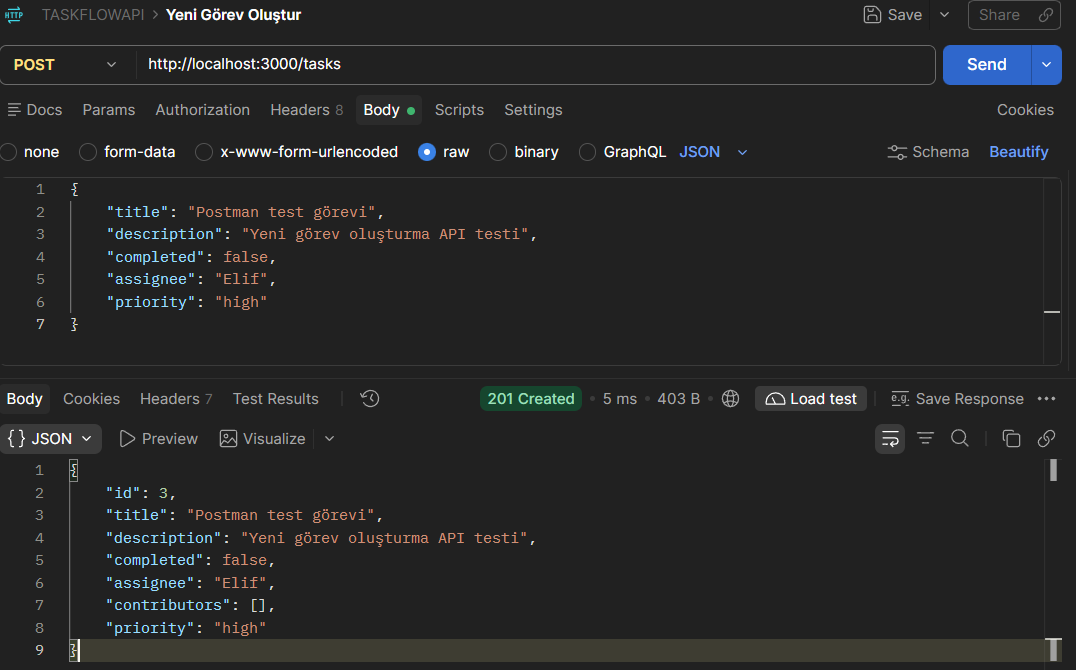 HTTP TASKFLOWAPI > Yeni Görev Oluştur Save Share
POST http://localhost:3000/tasks Send
Docs Params Authorization Headers 8 Body Scripts Settings Cookies
none form-data x-www-form-urlencoded raw binary GraphQL JSON Schema Beautify
1 {
2 "title": "Postman test görevi",
3 "description": "Yeni görev oluşturma API testi",
4 "completed": false,
5 "assignee": "Elif",
6 "priority": "high"
7 }
Body Cookies Headers 7 Test Results 201 Created • 5 ms • 403 B • Load test e.g. Save Response •••
{} JSON Preview Visualize
1 {
2 "id": 3,
3 "title": "Postman test görevi",
4 "description": "Yeni görev oluşturma API testi",
5 "completed": false,
6 "assignee": "Elif",
7 "contributors": [],
8 "priority": "high"
9 }